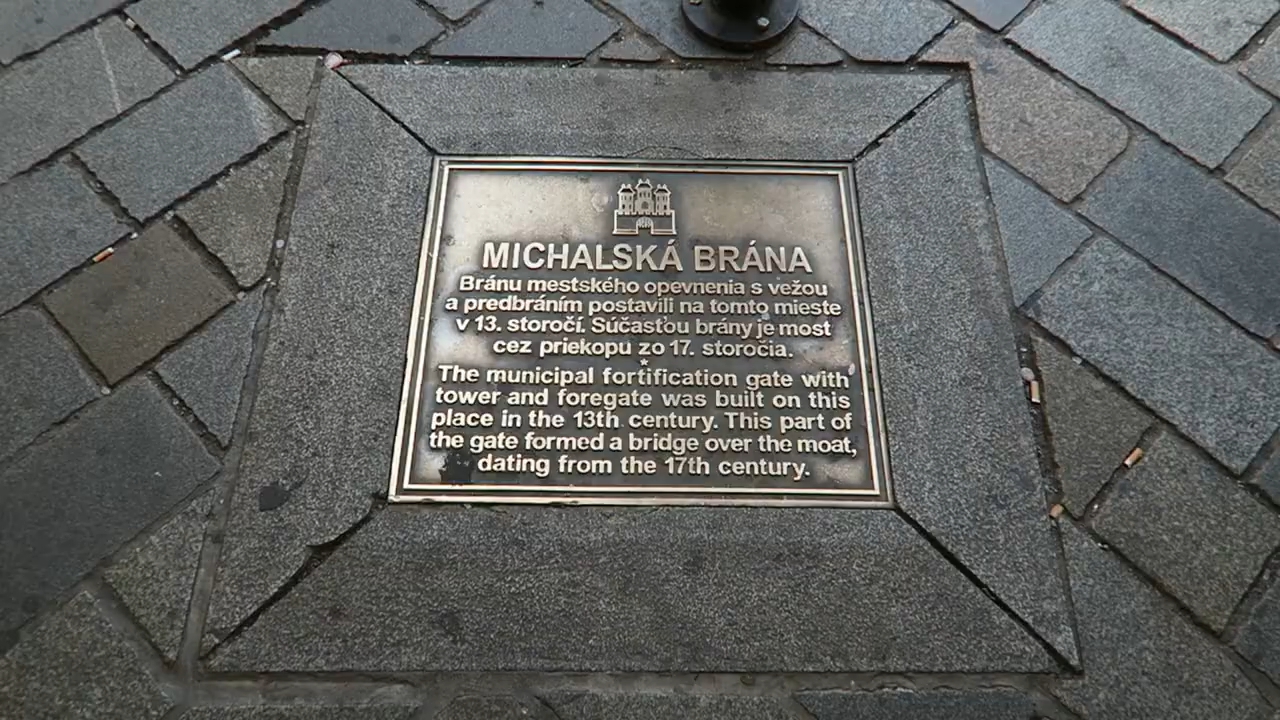 MICHALSKÁ BRÁNA
Bránu mestského opevnenia s vežou
a predbráním postavili na tomto mieste
v 13. storočí. Súčasťou brány je most
cez priekopu zo 17. storočia.
*
The municipal fortification gate with
tower and foregate was built on this
place in the 13th century. This part of
the gate formed a bridge over the moat,
dating from the 17th century.